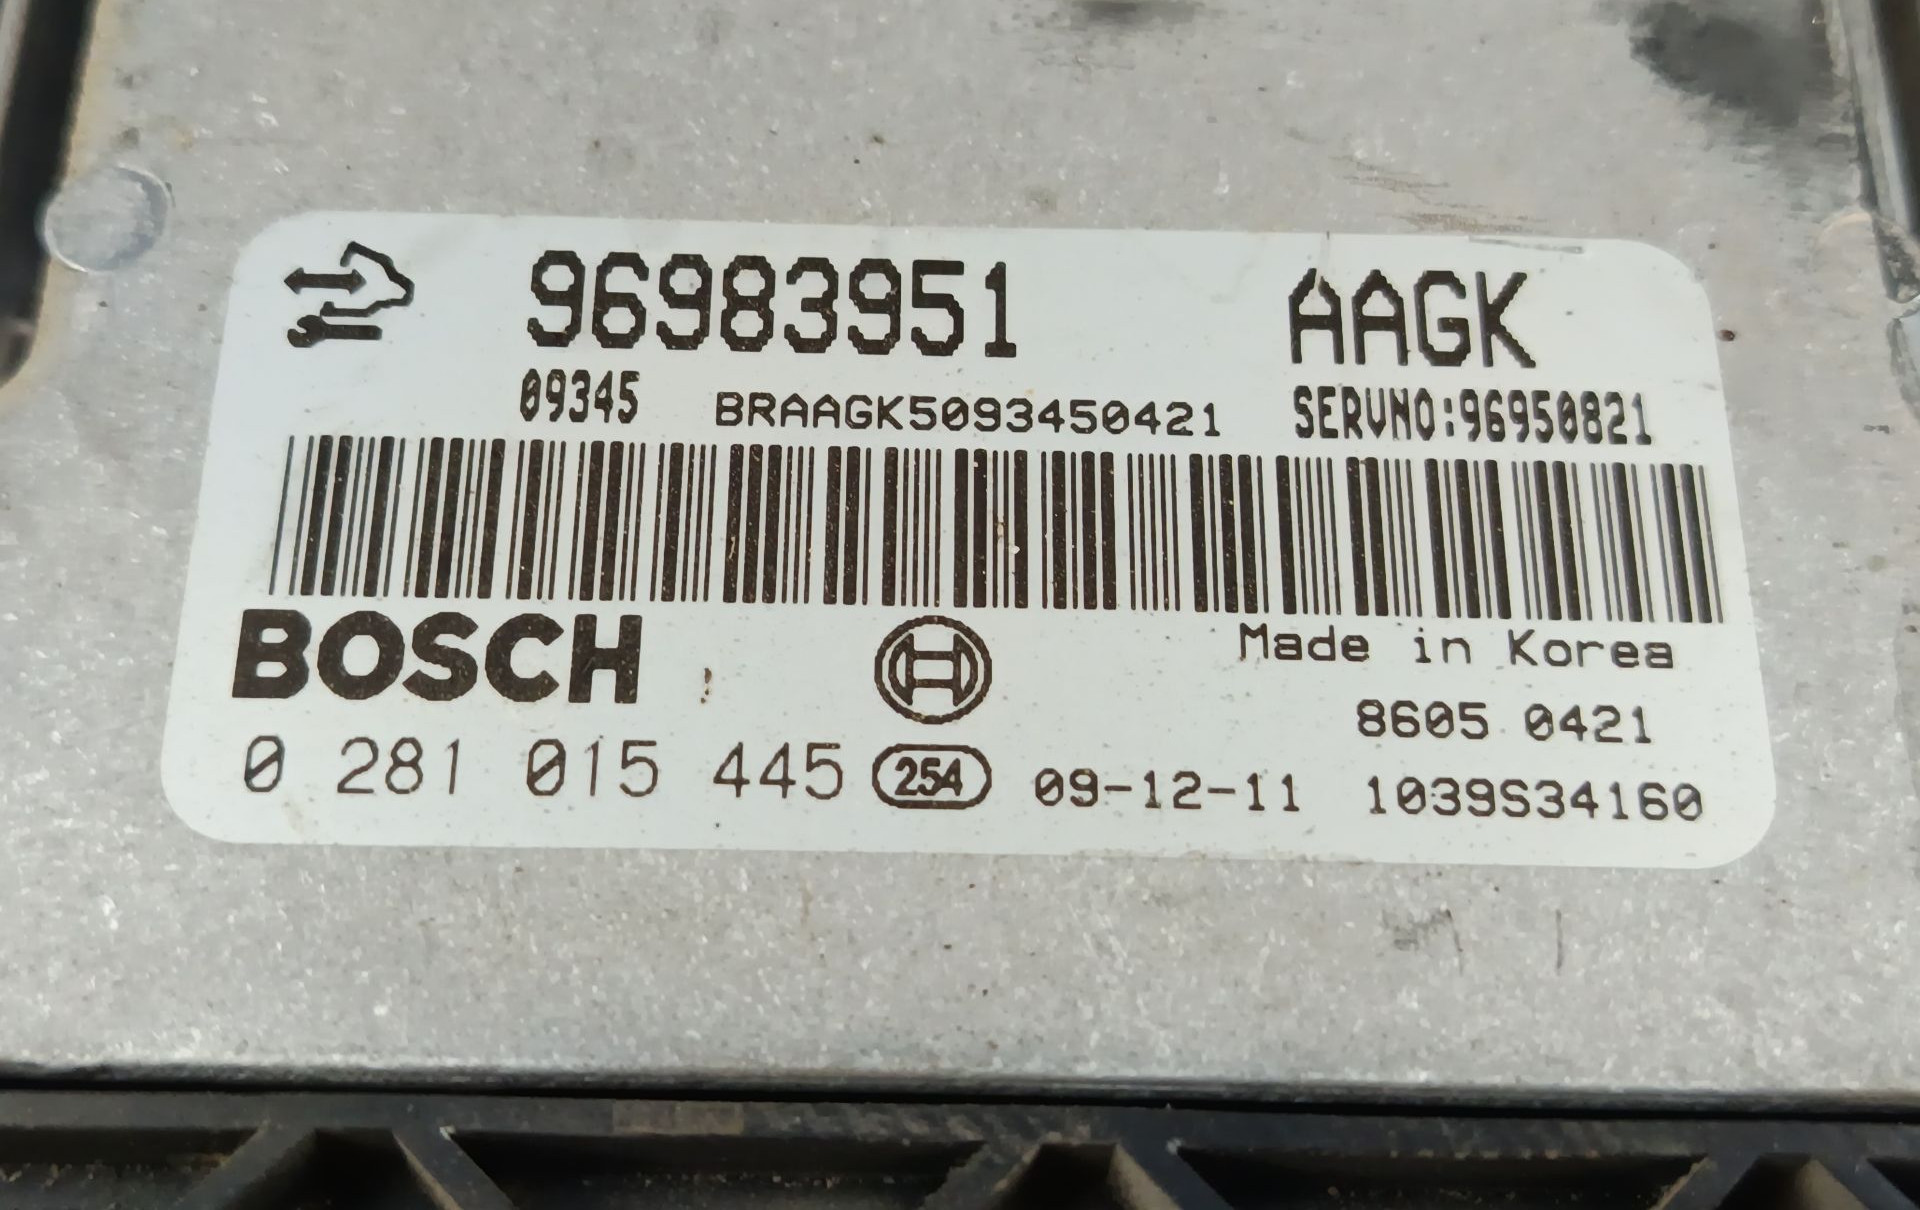 96983951 AAGK
09345 BRAAGK5093450421 SERVNO:96950821
BOSCH Made in Korea
8605 0421
0 281 015 445 254 09-12-11 1039S34160